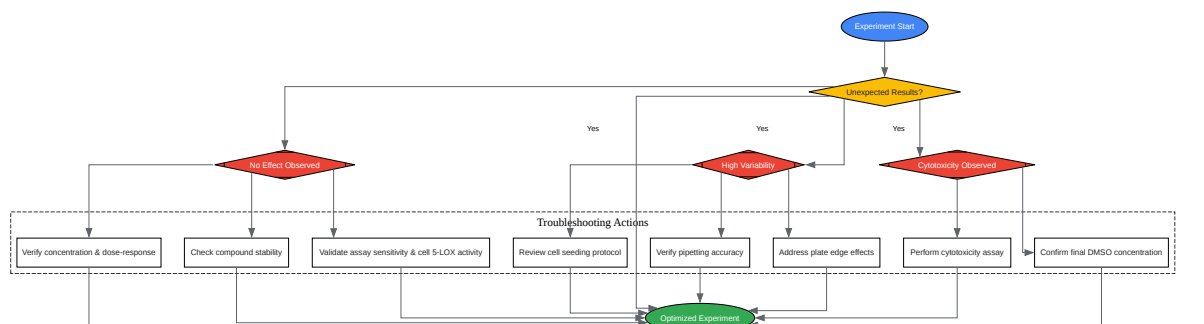 Experiment Start
Unexpected Results?
Yes
Yes
Yes
No Effect Observed
High Variability
Cytotoxicity Observed
Troubleshooting Actions
Verify concentration & dose-response
Check compound stability
Validate assay sensitivity & cell 5-LOX activity
Review cell seeding protocol
Verify pipetting accuracy
Address plate edge effects
Perform cytotoxicity assay
Confirm final DMSO concentration
Optimized Experiment